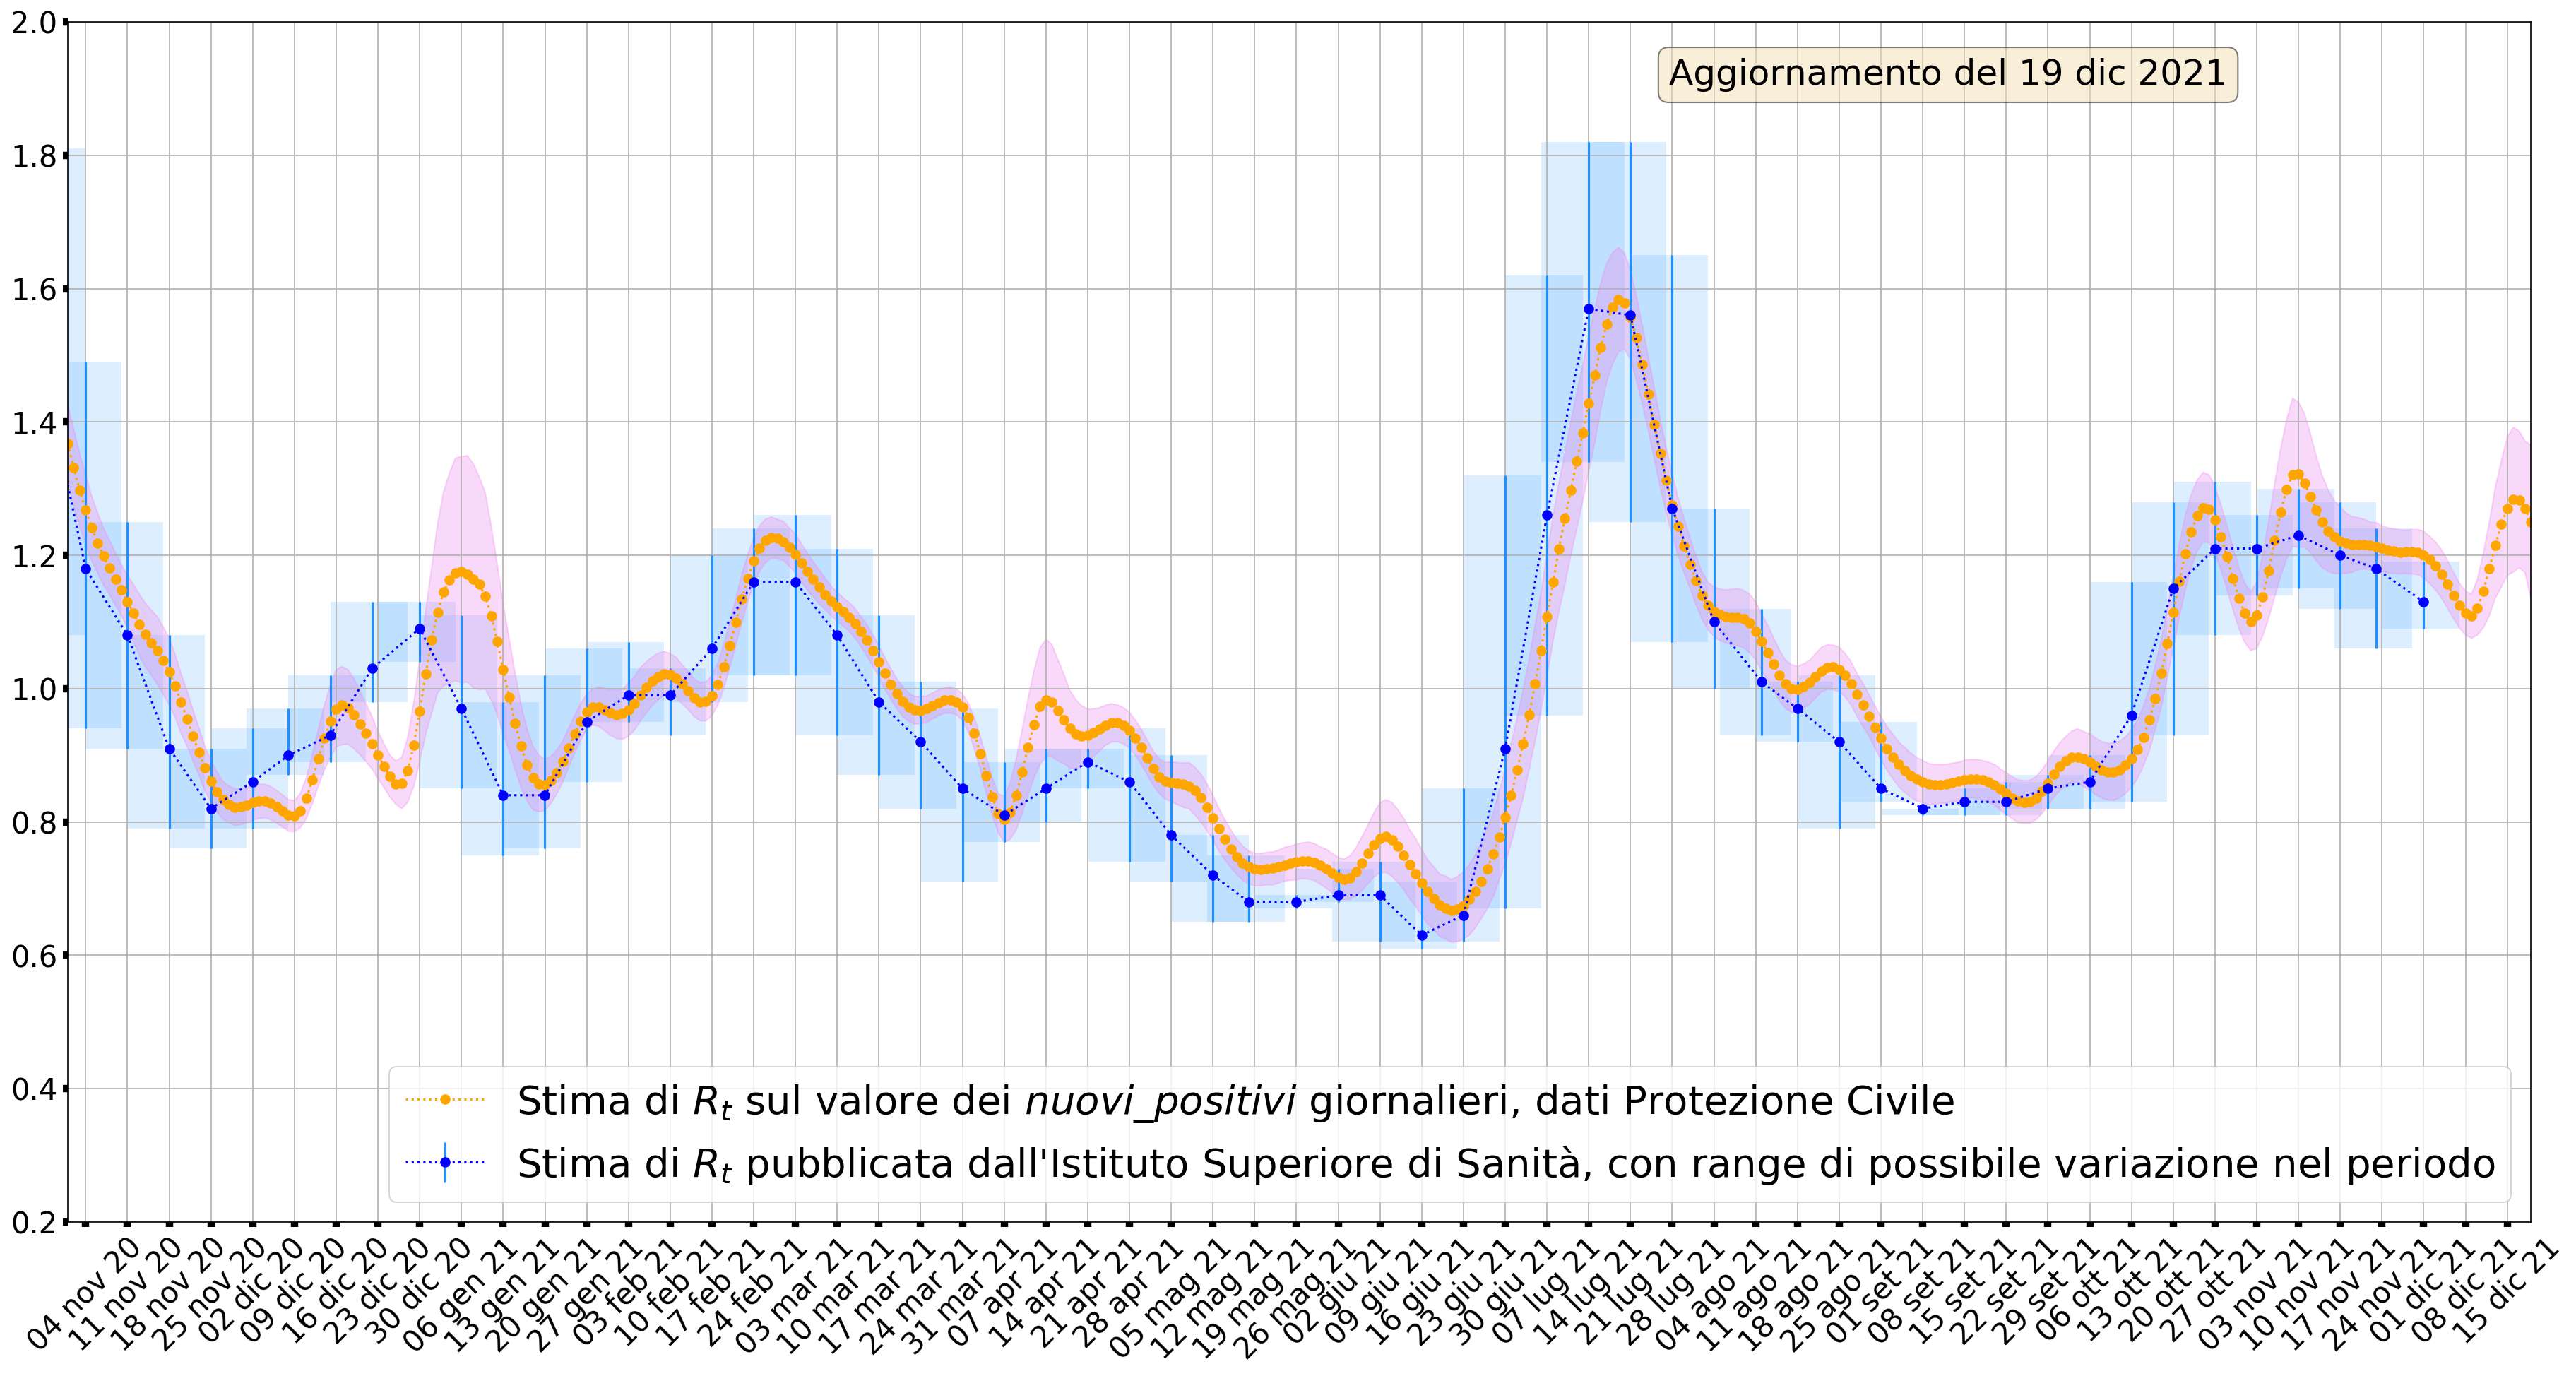 2.0
Aggiornamento del 19 dic 2021
1.8
1.6
1.4
1.2
1.0
0.8
0.6
0.4
Stima di Rt sul valore dei nuovi_positivi giornalieri, dati Protezione Civile
Stima di Rt pubblicata dall'Istituto Superiore di Sanità, con range di possibile variazione nel periodo
0.2
04 nov 20
11 nov 20
18 nov 20
25 nov 20
02 dic 20
09 dic 20
16 dic 20
23 dic 20
30 dic 20
06 gen 21
13 gen 21
20 gen 21
27 gen 21
03 feb 21
10 feb 21
17 feb 21
24 feb 21
03 mar 21
10 mar 21
17 mar 21
24 mar 21
31 mar 21
07 apr 21
14 apr 21
21 apr 21
28 apr 21
05 mag 21
12 mag 21
19 mag 21
26 mag 21
02 giu 21
09 giu 21
16 giu 21
23 giu 21
30 giu 21
07 lug 21
14 lug 21
21 lug 21
28 lug 21
04 ago 21
11 ago 21
18 ago 21
25 ago 21
01 set 21
08 set 21
15 set 21
22 set 21
29 set 21
06 ott 21
13 ott 21
20 ott 21
27 ott 21
03 nov 21
10 nov 21
17 nov 21
24 nov 21
01 dic 21
08 dic 21
15 dic 21